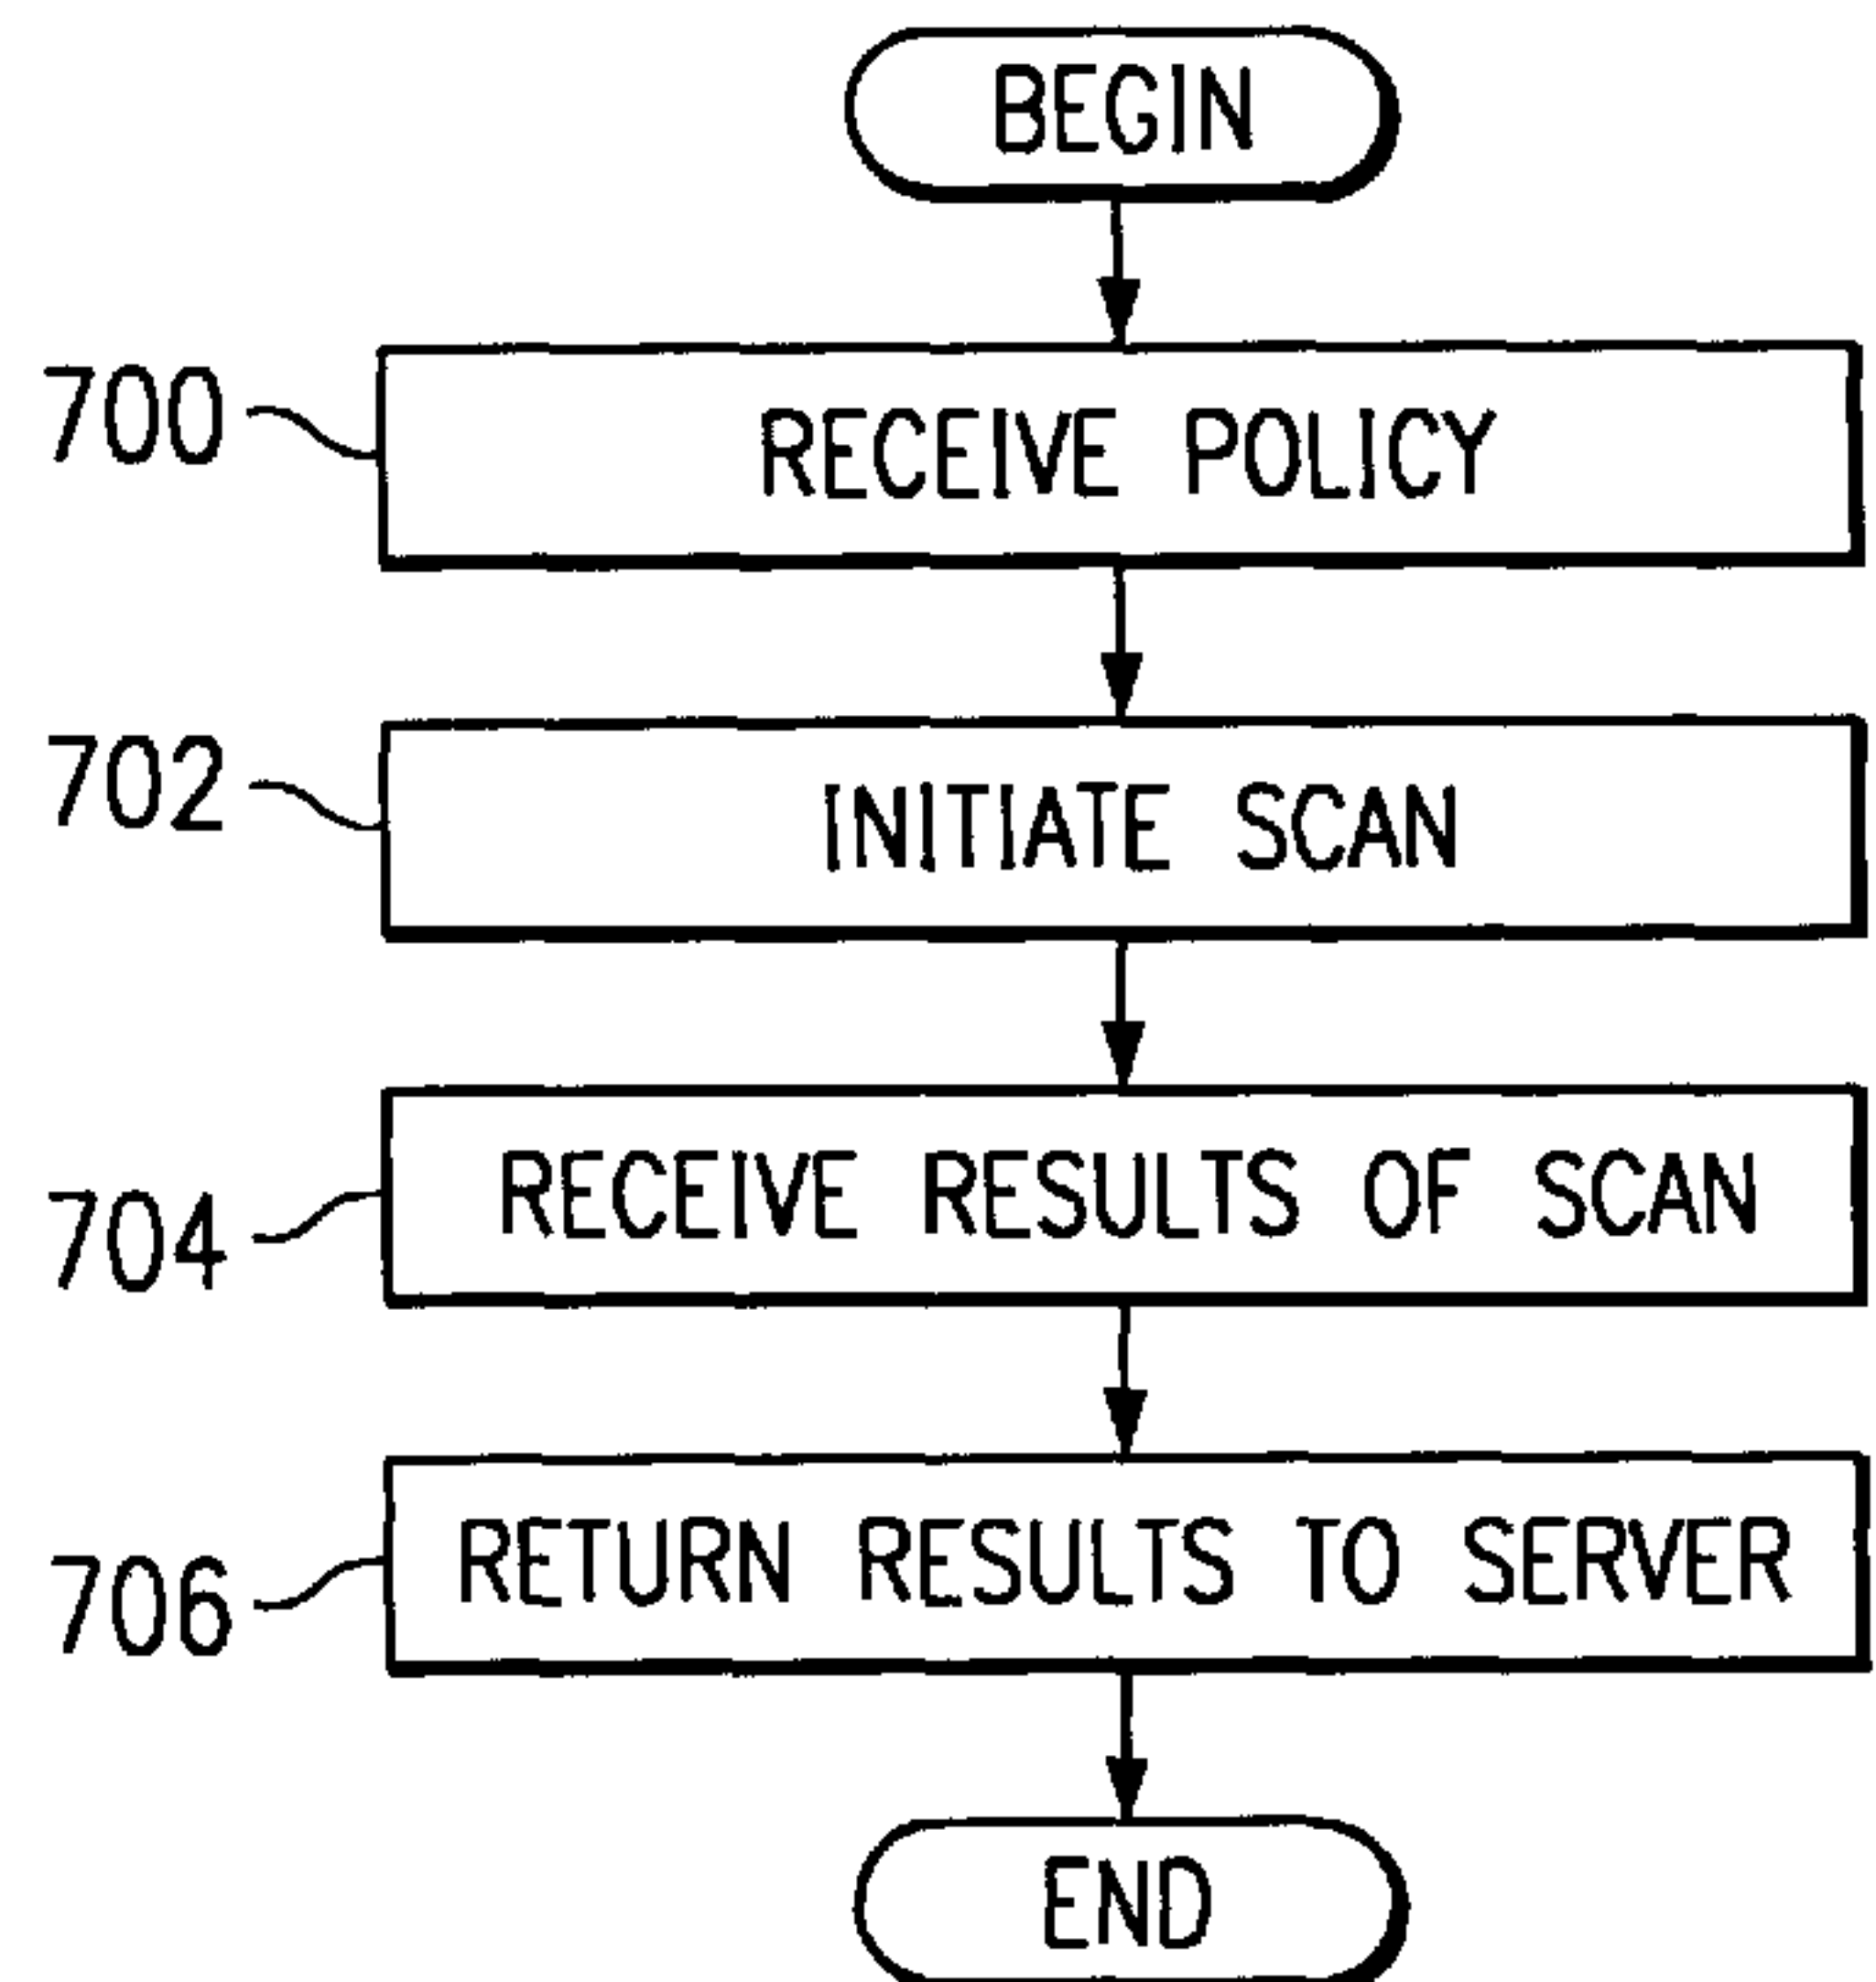 BEGIN
700
RECEIVE POLICY
702
INITIATE SCAN
704
RECEIVE RESULTS OF SCAN
706
RETURN RESULTS TO SERVER
END